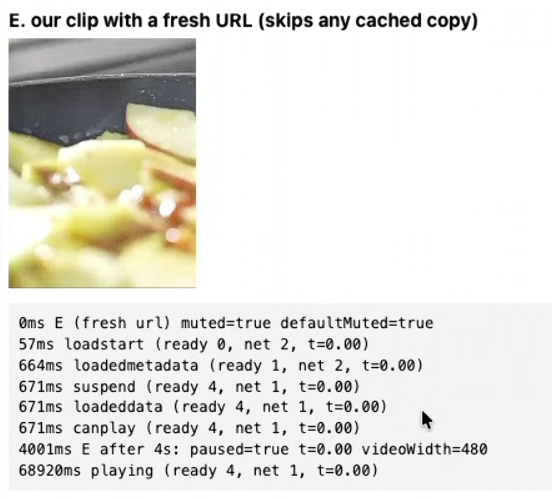 E. our clip with a fresh URL (skips any cached copy)
0ms E (fresh url) muted=true defaultMuted=true
57ms loadstart (ready 0, net 2, t=0.00)
664ms loadedmetadata (ready 1, net 2, t=0.00)
671ms suspend (ready 4, net 1, t=0.00)
671ms loadeddata (ready 4, net 1, t=0.00)
671ms canplay (ready 4, net 1, t=0.00)
4001ms E after 4s: paused=true t=0.00 videoWidth=480
68920ms playing (ready 4, net 1, t=0.00)